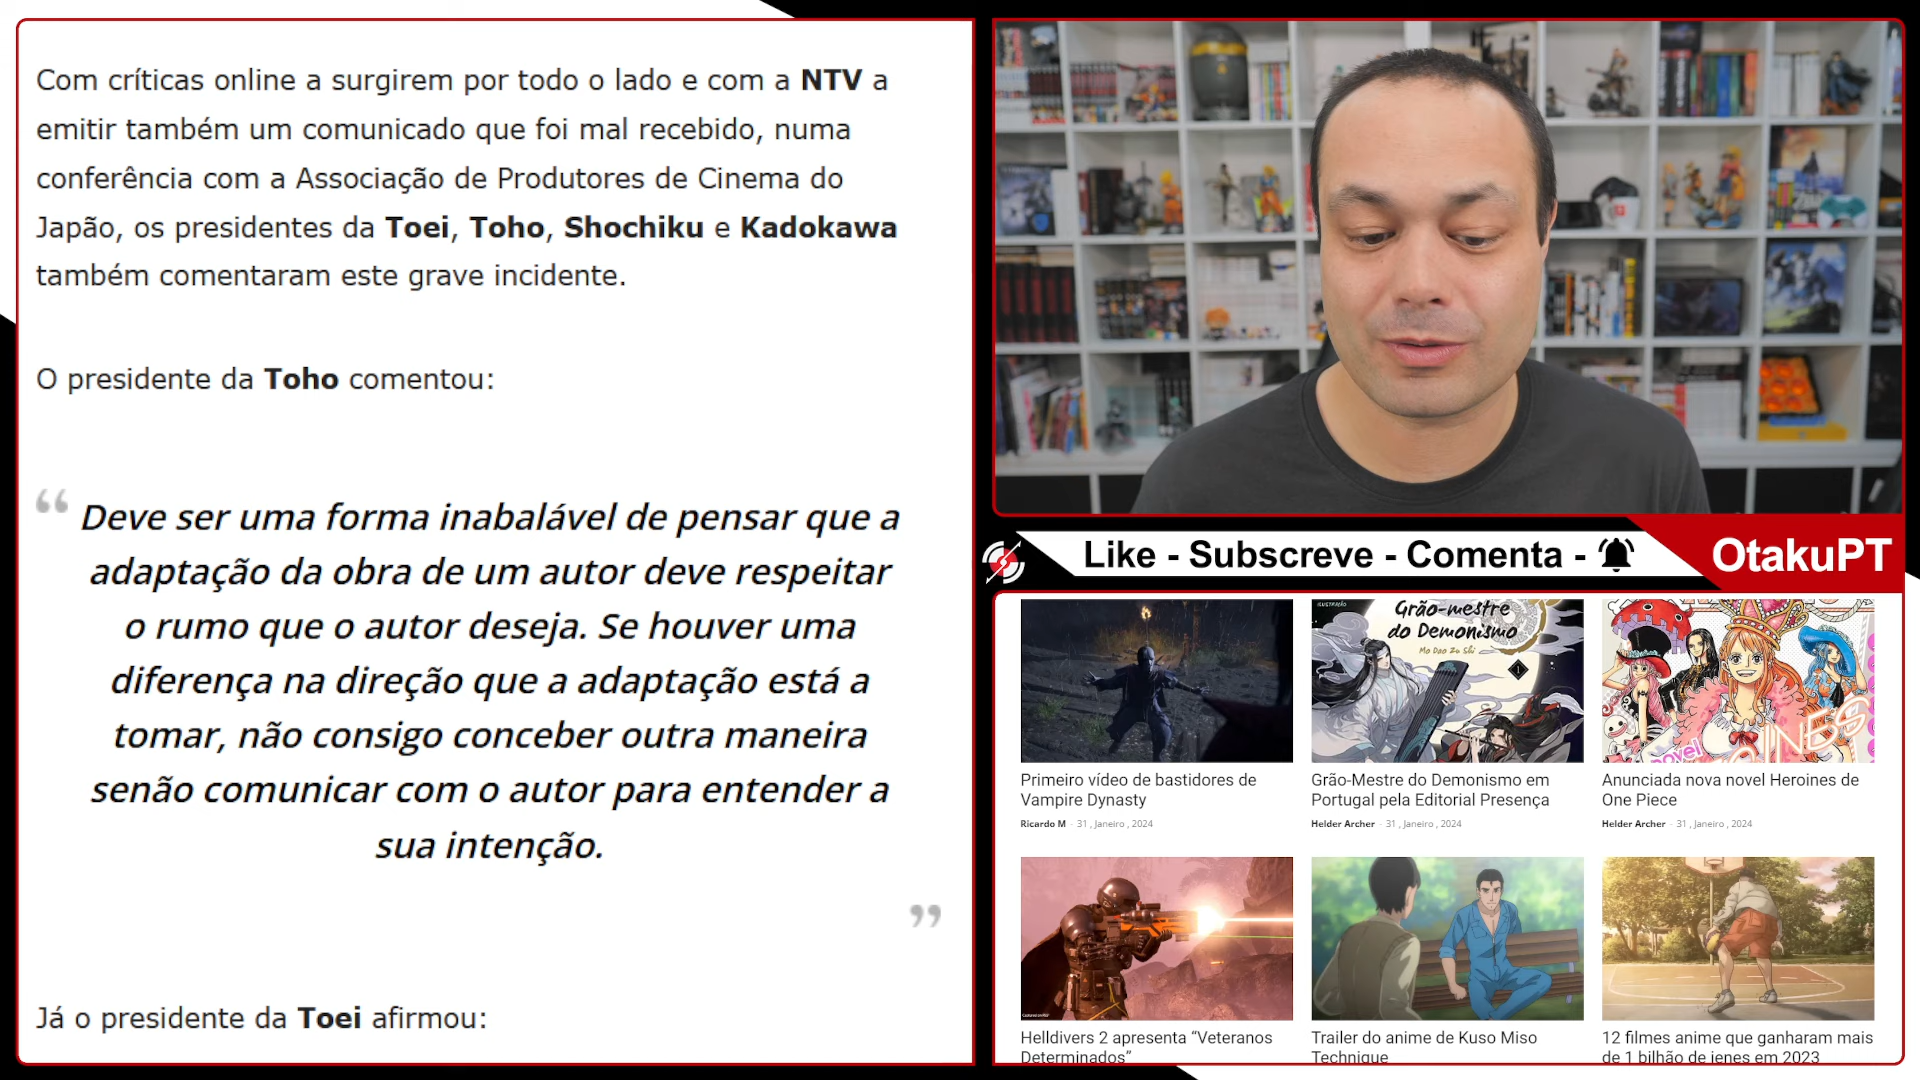 Com críticas online a surgirem por todo o lado e com a NTV a
emitir também um comunicado que foi mal recebido, numa
conferência com a Associação de Produtores de Cinema do
Japão, os presidentes da Toei, Toho, Shochiku e Kadokawa
também comentaram este grave incidente.
O presidente da Toho comentou:
“ Deve ser uma forma inabalável de pensar que a
adaptação da obra de um autor deve respeitar
o rumo que o autor deseja. Se houver uma
diferença na direção que a adaptação está a
tomar, não consigo conceber outra maneira
senão comunicar com o autor para entender a
sua intenção.
”
Já o presidente da Toei afirmou:
Like - Subscreve - Comenta -
OtakuPT
Grão-mestre
do Demonismo
Mo Dao Zu Shi
1
novel
Primeiro vídeo de bastidores de
Vampire Dynasty
Ricardo M - 31 , Janeiro , 2024
Grão-Mestre do Demonismo em
Portugal pela Editorial Presença
Helder Archer - 31 , Janeiro , 2024
Anunciada nova novel Heroines de
One Piece
Helder Archer - 31 , Janeiro , 2024
Helldivers 2 apresenta “Veteranos
Determinados”
Trailer do anime de Kuso Miso
Technique
12 filmes anime que ganharam mais
de 1 bilhão de ienes em 2023